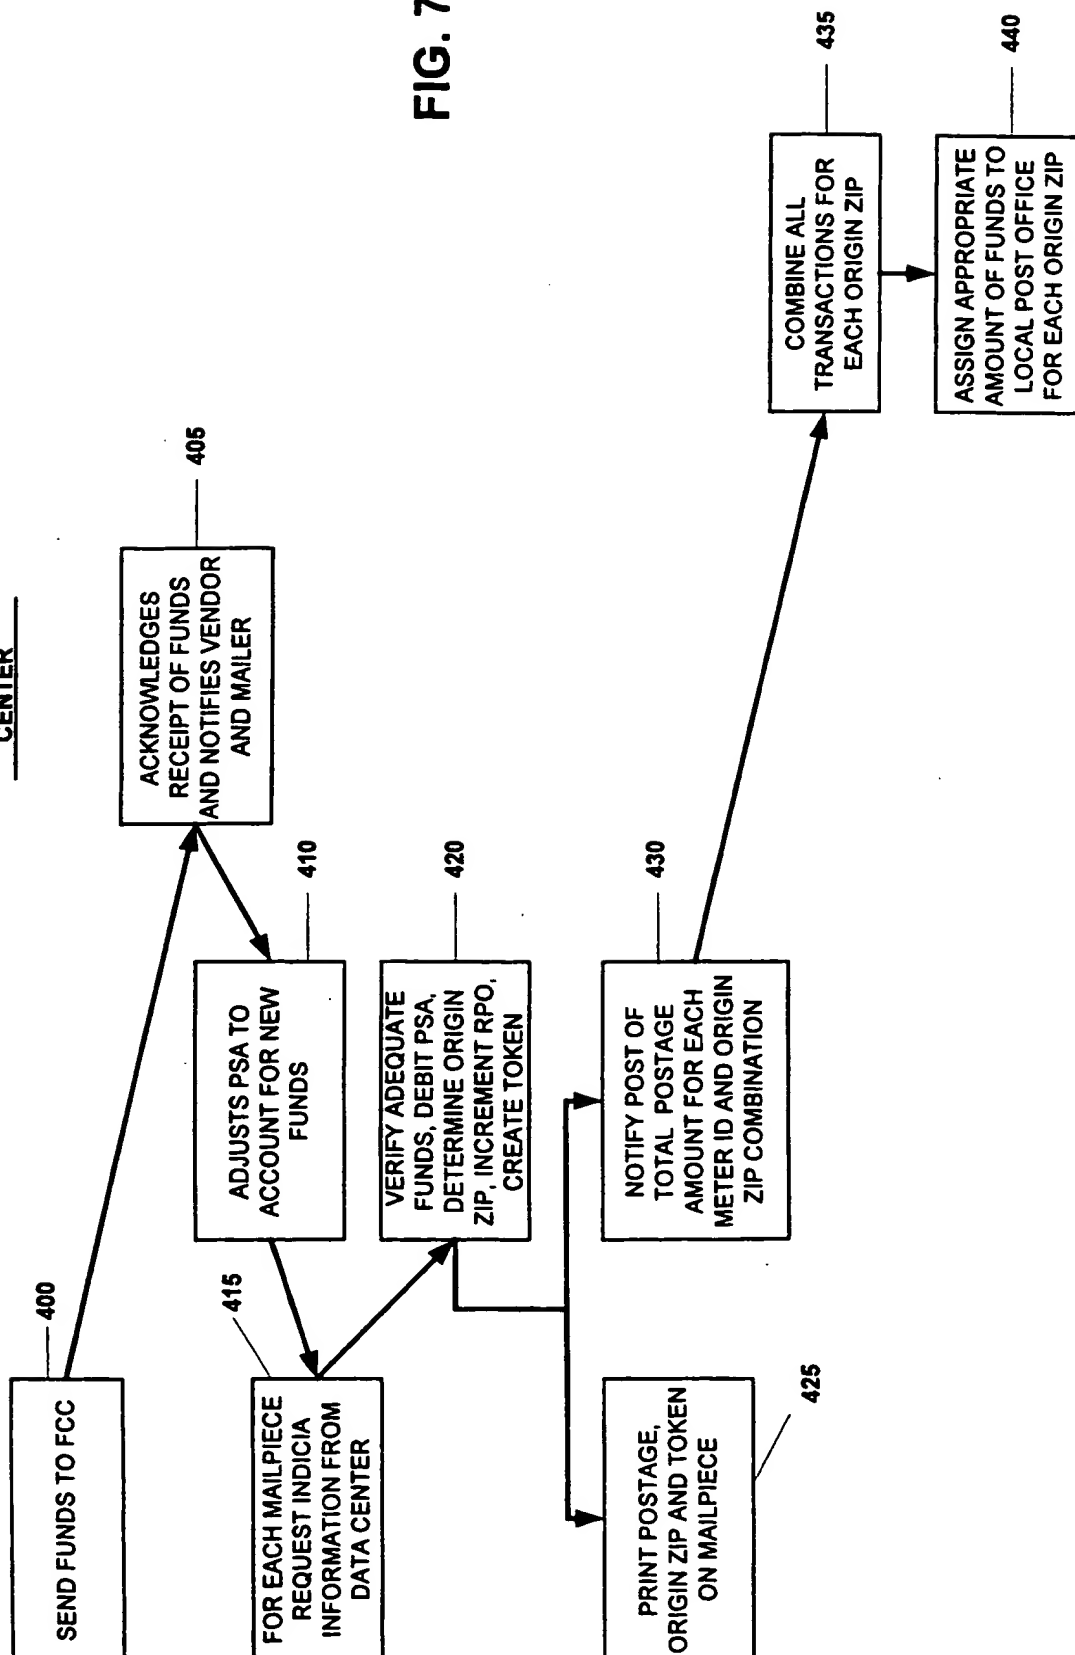 CENTER
FIG. 7
400
SEND FUNDS TO FCC
405
ACKNOWLEDGES
RECEIPT OF FUNDS
AND NOTIFIES VENDOR
AND MAILER
410
ADJUSTS PSA TO
ACCOUNT FOR NEW
FUNDS
415
FOR EACH MAILPIECE
REQUEST INDICIA
INFORMATION FROM
DATA CENTER
420
VERIFY ADEQUATE
FUNDS, DEBIT PSA,
DETERMINE ORIGIN
ZIP, INCREMENT RPO,
CREATE TOKEN
425
PRINT POSTAGE,
ORIGIN ZIP AND TOKEN
ON MAILPIECE
430
NOTIFY POST OF
TOTAL POSTAGE
AMOUNT FOR EACH
METER ID AND ORIGIN
ZIP COMBINATION
435
COMBINE ALL
TRANSACTIONS FOR
EACH ORIGIN ZIP
440
ASSIGN APPROPRIATE
AMOUNT OF FUNDS TO
LOCAL POST OFFICE
FOR EACH ORIGIN ZIP